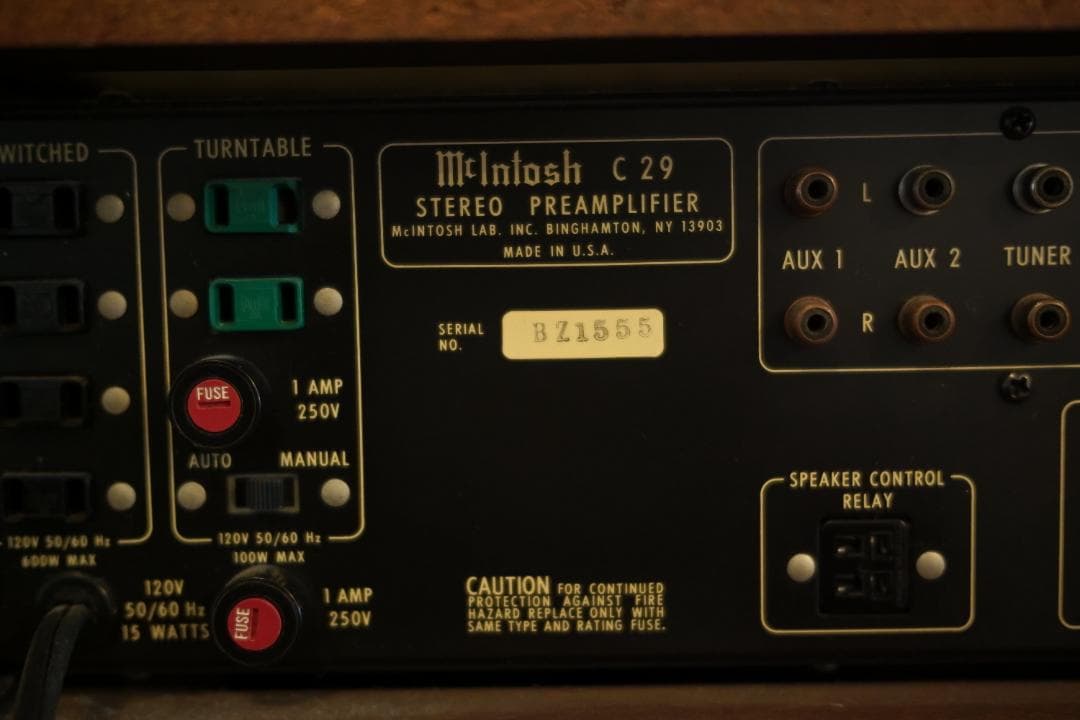 WITCHED
TURNTABLE
1 AMP
250V
FUSE
AUTO MANUAL
120V 50/60 Hz
600W MAX
120V 50/60 Hz
100W MAX
120V
50/60 Hz
15 WATTS
FUSE
1 AMP
250V
McIntosh C 29
STEREO PREAMPLIFIER
McINTOSH LAB. INC. BINGHAMTON, NY 13903
MADE IN U.S.A.
SERIAL
NO.
BZ1555
CAUTION FOR CONTINUED
PROTECTION AGAINST FIRE
HAZARD REPLACE ONLY WITH
SAME TYPE AND RATING FUSE.
L
AUX 1 AUX 2 TUNER
R
SPEAKER CONTROL
RELAY